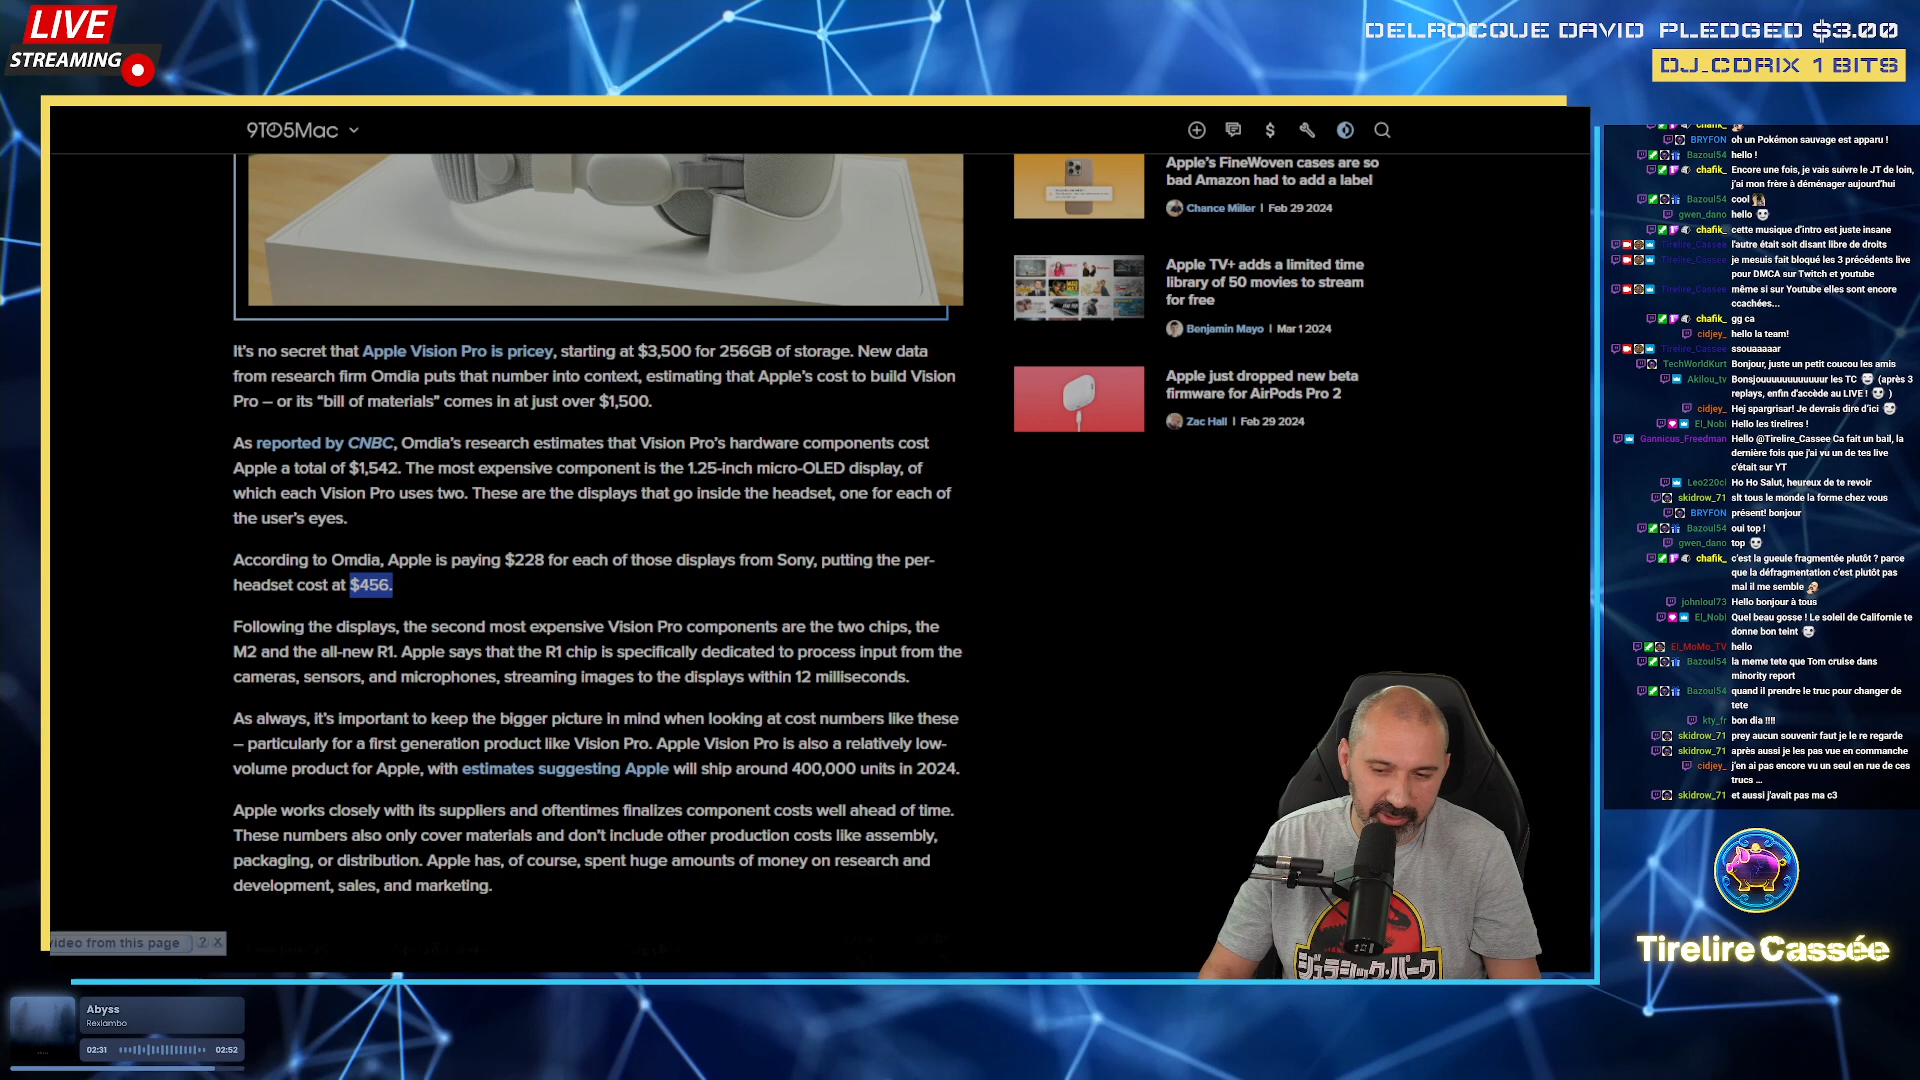 LIVE
STREAMING
DELROCQUE DAVID PLEDGED $3.00
DJ_CDRIX 1 BITS
9TO5Mac
It's no secret that Apple Vision Pro is pricey, starting at $3,500 for 256GB of storage. New data
from research firm Omdia puts that number into context, estimating that Apple's cost to build Vision
Pro – or its "bill of materials" comes in at just over $1,500.
As reported by CNBC, Omdia's research estimates that Vision Pro's hardware components cost
Apple a total of $1,542. The most expensive component is the 1.25-inch micro-OLED display, of
which each Vision Pro uses two. These are the displays that go inside the headset, one for each of
the user's eyes.
According to Omdia, Apple is paying $228 for each of those displays from Sony, putting the per-
headset cost at $456.
Following the displays, the second most expensive Vision Pro components are the two chips, the
M2 and the all-new R1. Apple says that the R1 chip is specifically dedicated to process input from the
cameras, sensors, and microphones, streaming images to the displays within 12 milliseconds.
As always, it's important to keep the bigger picture in mind when looking at cost numbers like these
– particularly for a first generation product like Vision Pro. Apple Vision Pro is also a relatively low-
volume product for Apple, with estimates suggesting Apple will ship around 400,000 units in 2024.
Apple works closely with its suppliers and oftentimes finalizes component costs well ahead of time.
These numbers also only cover materials and don't include other production costs like assembly,
packaging, or distribution. Apple has, of course, spent huge amounts of money on research and
development, sales, and marketing.
Apple's FineWoven cases are so
bad Amazon had to add a label
Chance Miller | Feb 29 2024
Apple TV+ adds a limited time
library of 50 movies to stream
for free
Benjamin Mayo | Mar 1 2024
Apple just dropped new beta
firmware for AirPods Pro 2
Zac Hall | Feb 29 2024
video from this page ? X
Abyss
Rexlambo
02:31 02:52
ジュラシック・パーク
chafik_
BRYFON oh un Pokémon sauvage est apparu !
Bazoul54 hello !
chafik_ Encore une fois, je vais suivre le JT de loin,
j'ai mon frère à déménager aujourd'hui
Bazoul54 cool
gwen_dano hello
chafik_ cette musique d'intro est juste insane
Tirelire_Cassee l'autre était soit disant libre de droits
Tirelire_Cassee je mesuis fait bloqué les 3 précédents live
pour DMCA sur Twitch et youtube
Tirelire_Cassee même si sur Youtube elles sont encore
ccachées...
chafik_ gg ca
cidjey_ hello la team!
Tirelire_Cassee ssouaaaaar
TechWorldKurt Bonjour, juste un petit coucou les amis
Akilou_tv Bonsjouuuuuuuuuuuur les TC (après 3
replays, enfin d'accède au LIVE ! )
cidjey_ Hej spargrisar! Je devrais dire d'ici
El_Nobi Hello les tirelires !
Gannicus_Freedman Hello @Tirelire_Cassee Ca fait un bail, la
dernière fois que j'ai vu un de tes live
c'était sur YT
Leo220ci Ho Ho Salut, heureux de te revoir
skidrow_71 slt tous le monde la forme chez vous
BRYFON présent! bonjour
Bazoul54 oui top !
gwen_dano top
chafik_ c'est la gueule fragmentée plutôt ? parce
que la défragmentation c'est plutôt pas
mal il me semble
johnloul73 Hello bonjour à tous
El_Nobi Quel beau gosse ! Le soleil de Californie te
donne bon teint
El_MoMo_TV hello
Bazoul54 la meme tete que Tom cruise dans
minority report
Bazoul54 quand il prendre le truc pour changer de
tete
kty_fr bon dia !!!!
skidrow_71 prey aucun souvenir faut je le re regarde
skidrow_71 après aussi je les pas vue en commanche
cidjey_ j'en ai pas encore vu un seul en rue de ces
trucs ...
skidrow_71 et aussi j'avait pas ma c3
Tirelire Cassée